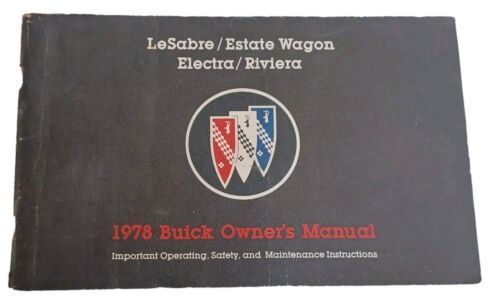 LeSabre/Estate Wagon
Electra/Riviera
1978 Buick Owner's Manual
Important Operating, Safety, and Maintenance Instructions